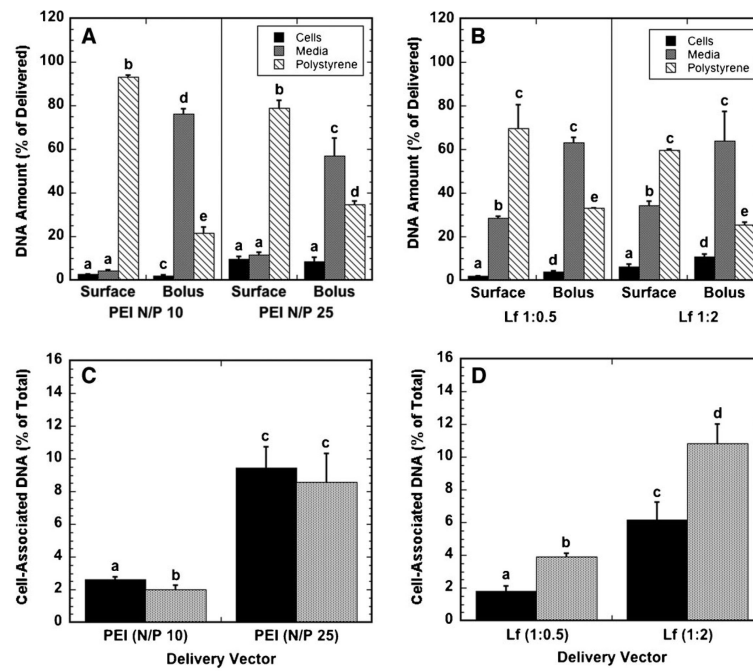 A
Cells
Media
Polystyrene
DNA Amount (% of Delivered)
120
100
80
60
40
20
0
a a b
c d e
a a b
a c d
Surface Bolus Surface Bolus
PEI N/P 10 PEI N/P 25
B
Cells
Media
Polystyrene
DNA Amount (% of Delivered)
120
100
80
60
40
20
0
a b c
d c e
a b c
d c e
Surface Bolus Surface Bolus
Lf 1:0.5 Lf 1:2
C
Cell-Associated DNA (% of Total)
16
14
12
10
8
6
4
2
0
a b c c
PEI (N/P 10) PEI (N/P 25)
Delivery Vector
D
Cell-Associated DNA (% of Total)
16
14
12
10
8
6
4
2
0
a b c d
Lf (1:0.5) Lf (1:2)
Delivery Vector